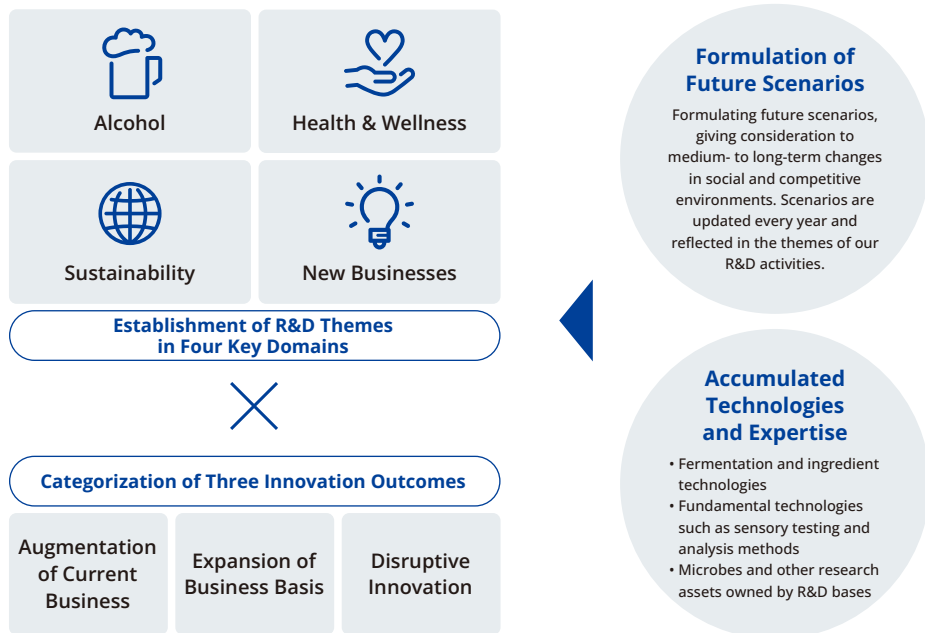 Alcohol
Health & Wellness
Sustainability
New Businesses
Establishment of R&D Themes
in Four Key Domains
Categorization of Three Innovation Outcomes
Augmentation
of Current
Business
Expansion of
Business Basis
Disruptive
Innovation
Formulation of
Future Scenarios
Formulating future scenarios,
giving consideration to
medium- to long-term changes
in social and competitive
environments. Scenarios are
updated every year and
reflected in the themes of our
R&D activities.
Accumulated
Technologies
and Expertise
• Fermentation and ingredient
technologies
• Fundamental technologies
such as sensory testing and
analysis methods
• Microbes and other research
assets owned by R&D bases